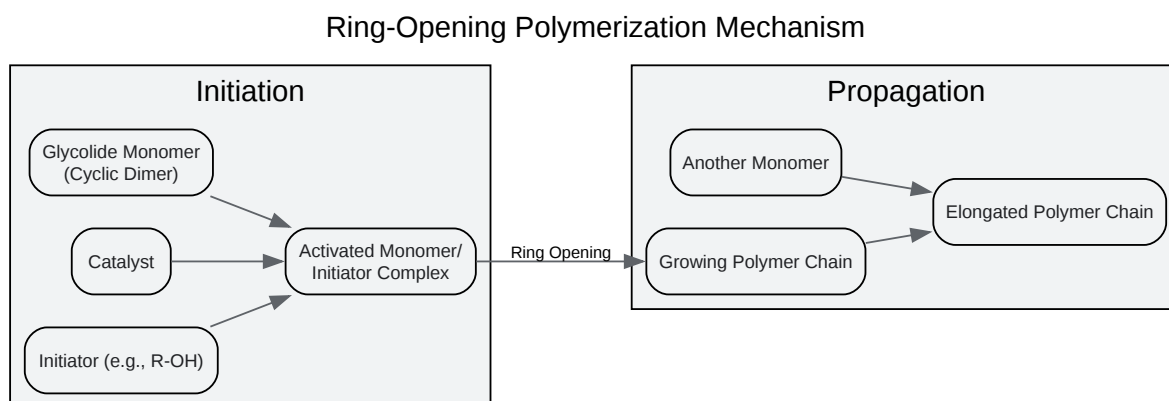 Ring-Opening Polymerization Mechanism
Initiation
Glycolide Monomer
(Cyclic Dimer)
Catalyst
Initiator (e.g., R-OH)
Activated Monomer/
Initiator Complex
Ring Opening
Propagation
Another Monomer
Growing Polymer Chain
Elongated Polymer Chain